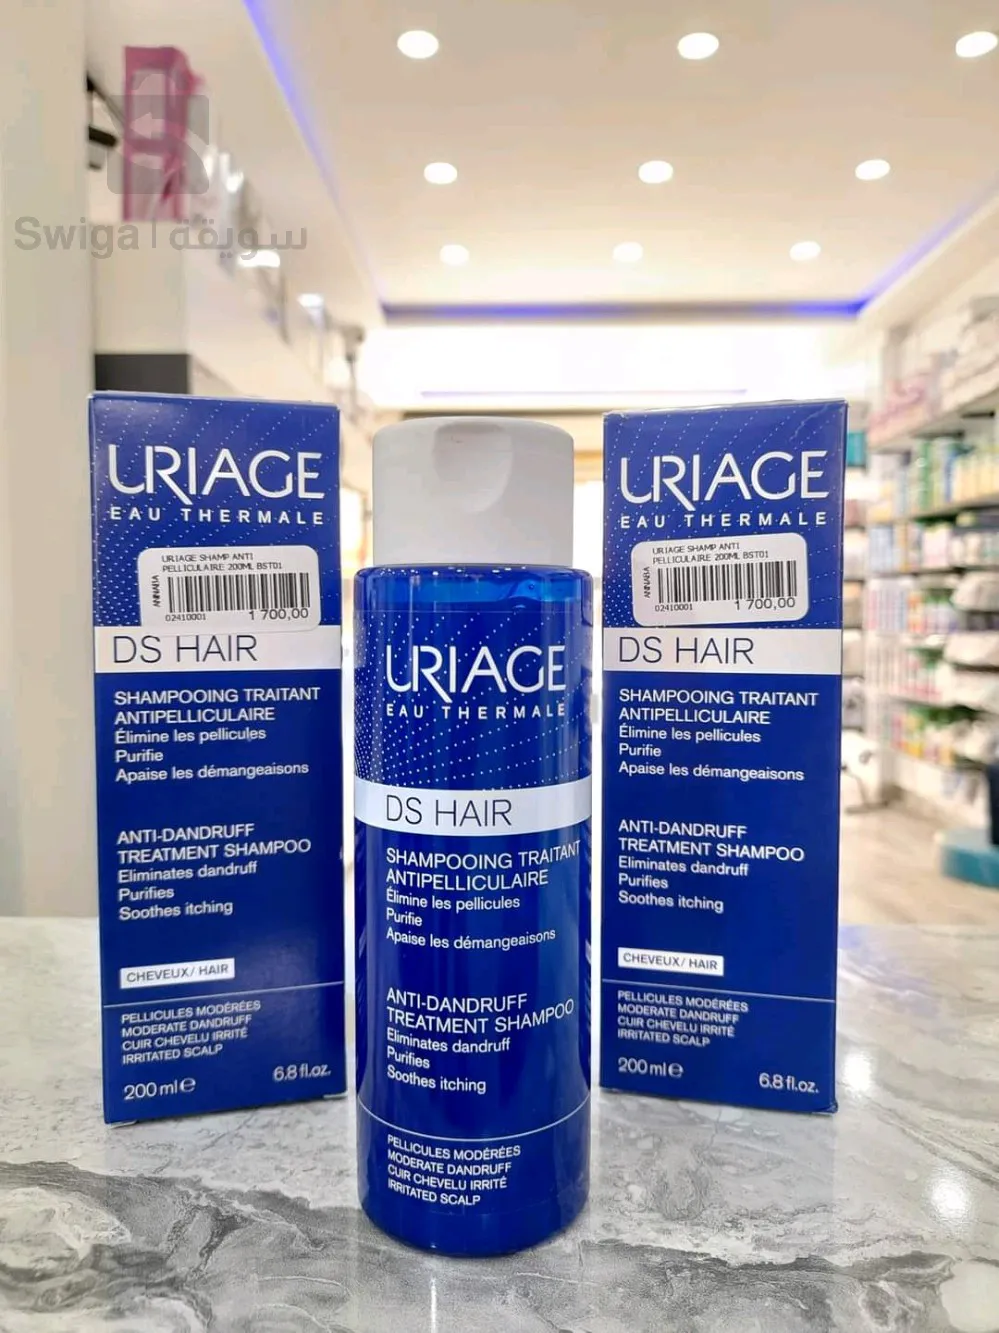 Swiga | سويقة
URIAGE
EAU THERMALE
URIAGE SHAMP ANTI
PELLICULAIRE 200ML BST01
ANNABA
02410001
1 700,00
DS HAIR
SHAMPOOING TRAITANT
ANTIPELLICULAIRE
Élimine les pellicules
Purifie
Apaise les démangeaisons
ANTI-DANDRUFF
TREATMENT SHAMPOO
Eliminates dandruff
Purifies
Soothes itching
CHEVEUX/ HAIR
PELLICULES MODÉRÉES
MODERATE DANDRUFF
CUIR CHEVELU IRRITÉ
IRRITATED SCALP
200 ml e 6.8 fl.oz.
URIAGE
EAU THERMALE
DS HAIR
SHAMPOOING TRAITANT
ANTIPELLICULAIRE
Élimine les pellicules
Purifie
Apaise les démangeaisons
ANTI-DANDRUFF
TREATMENT SHAMPOO
Eliminates dandruff
Purifies
Soothes itching
PELLICULES MODÉRÉES
MODERATE DANDRUFF
CUIR CHEVELU IRRITÉ
IRRITATED SCALP
URIAGE
EAU THERMALE
URIAGE SHAMP ANTI
PELLICULAIRE 200ML BST01
ANNABA
02410001
1 700,00
DS HAIR
SHAMPOOING TRAITANT
ANTIPELLICULAIRE
Élimine les pellicules
Purifie
Apaise les démangeaisons
ANTI-DANDRUFF
TREATMENT SHAMPOO
Eliminates dandruff
Purifies
Soothes itching
CHEVEUX/ HAIR
PELLICULES MODÉRÉES
MODERATE DANDRUFF
CUIR CHEVELU IRRITÉ
IRRITATED SCALP
200 ml e 6.8 fl.oz.